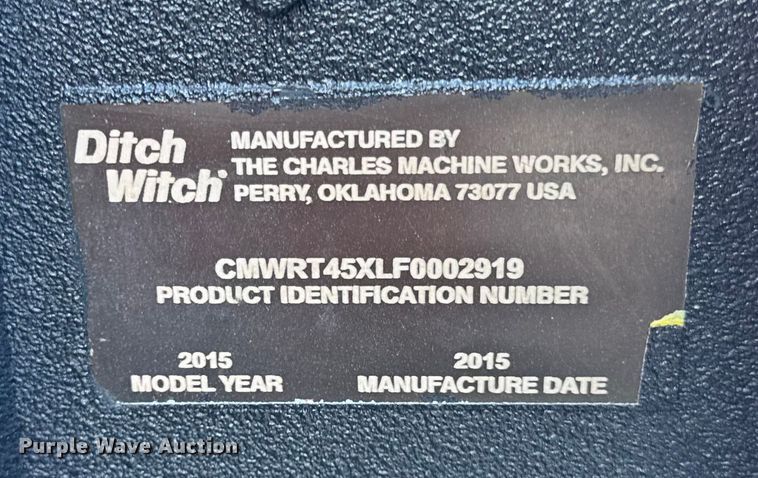 Ditch Witch® MANUFACTURED BY
THE CHARLES MACHINE WORKS, INC.
PERRY, OKLAHOMA 73077 USA
CMWRT45XLF0002919
PRODUCT IDENTIFICATION NUMBER
2015 2015
MODEL YEAR MANUFACTURE DATE
Purple Wave Auction